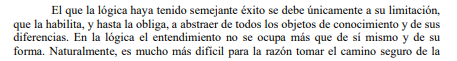 El que la lógica haya tenido semejante éxito se debe únicamente a su limitación,
que la habilita, y hasta la obliga, a abstraer de todos los objetos de conocimiento y de sus
diferencias. En la lógica el entendimiento no se ocupa más que de sí mismo y de su
forma. Naturalmente, es mucho más difícil para la razón tomar el camino seguro de la